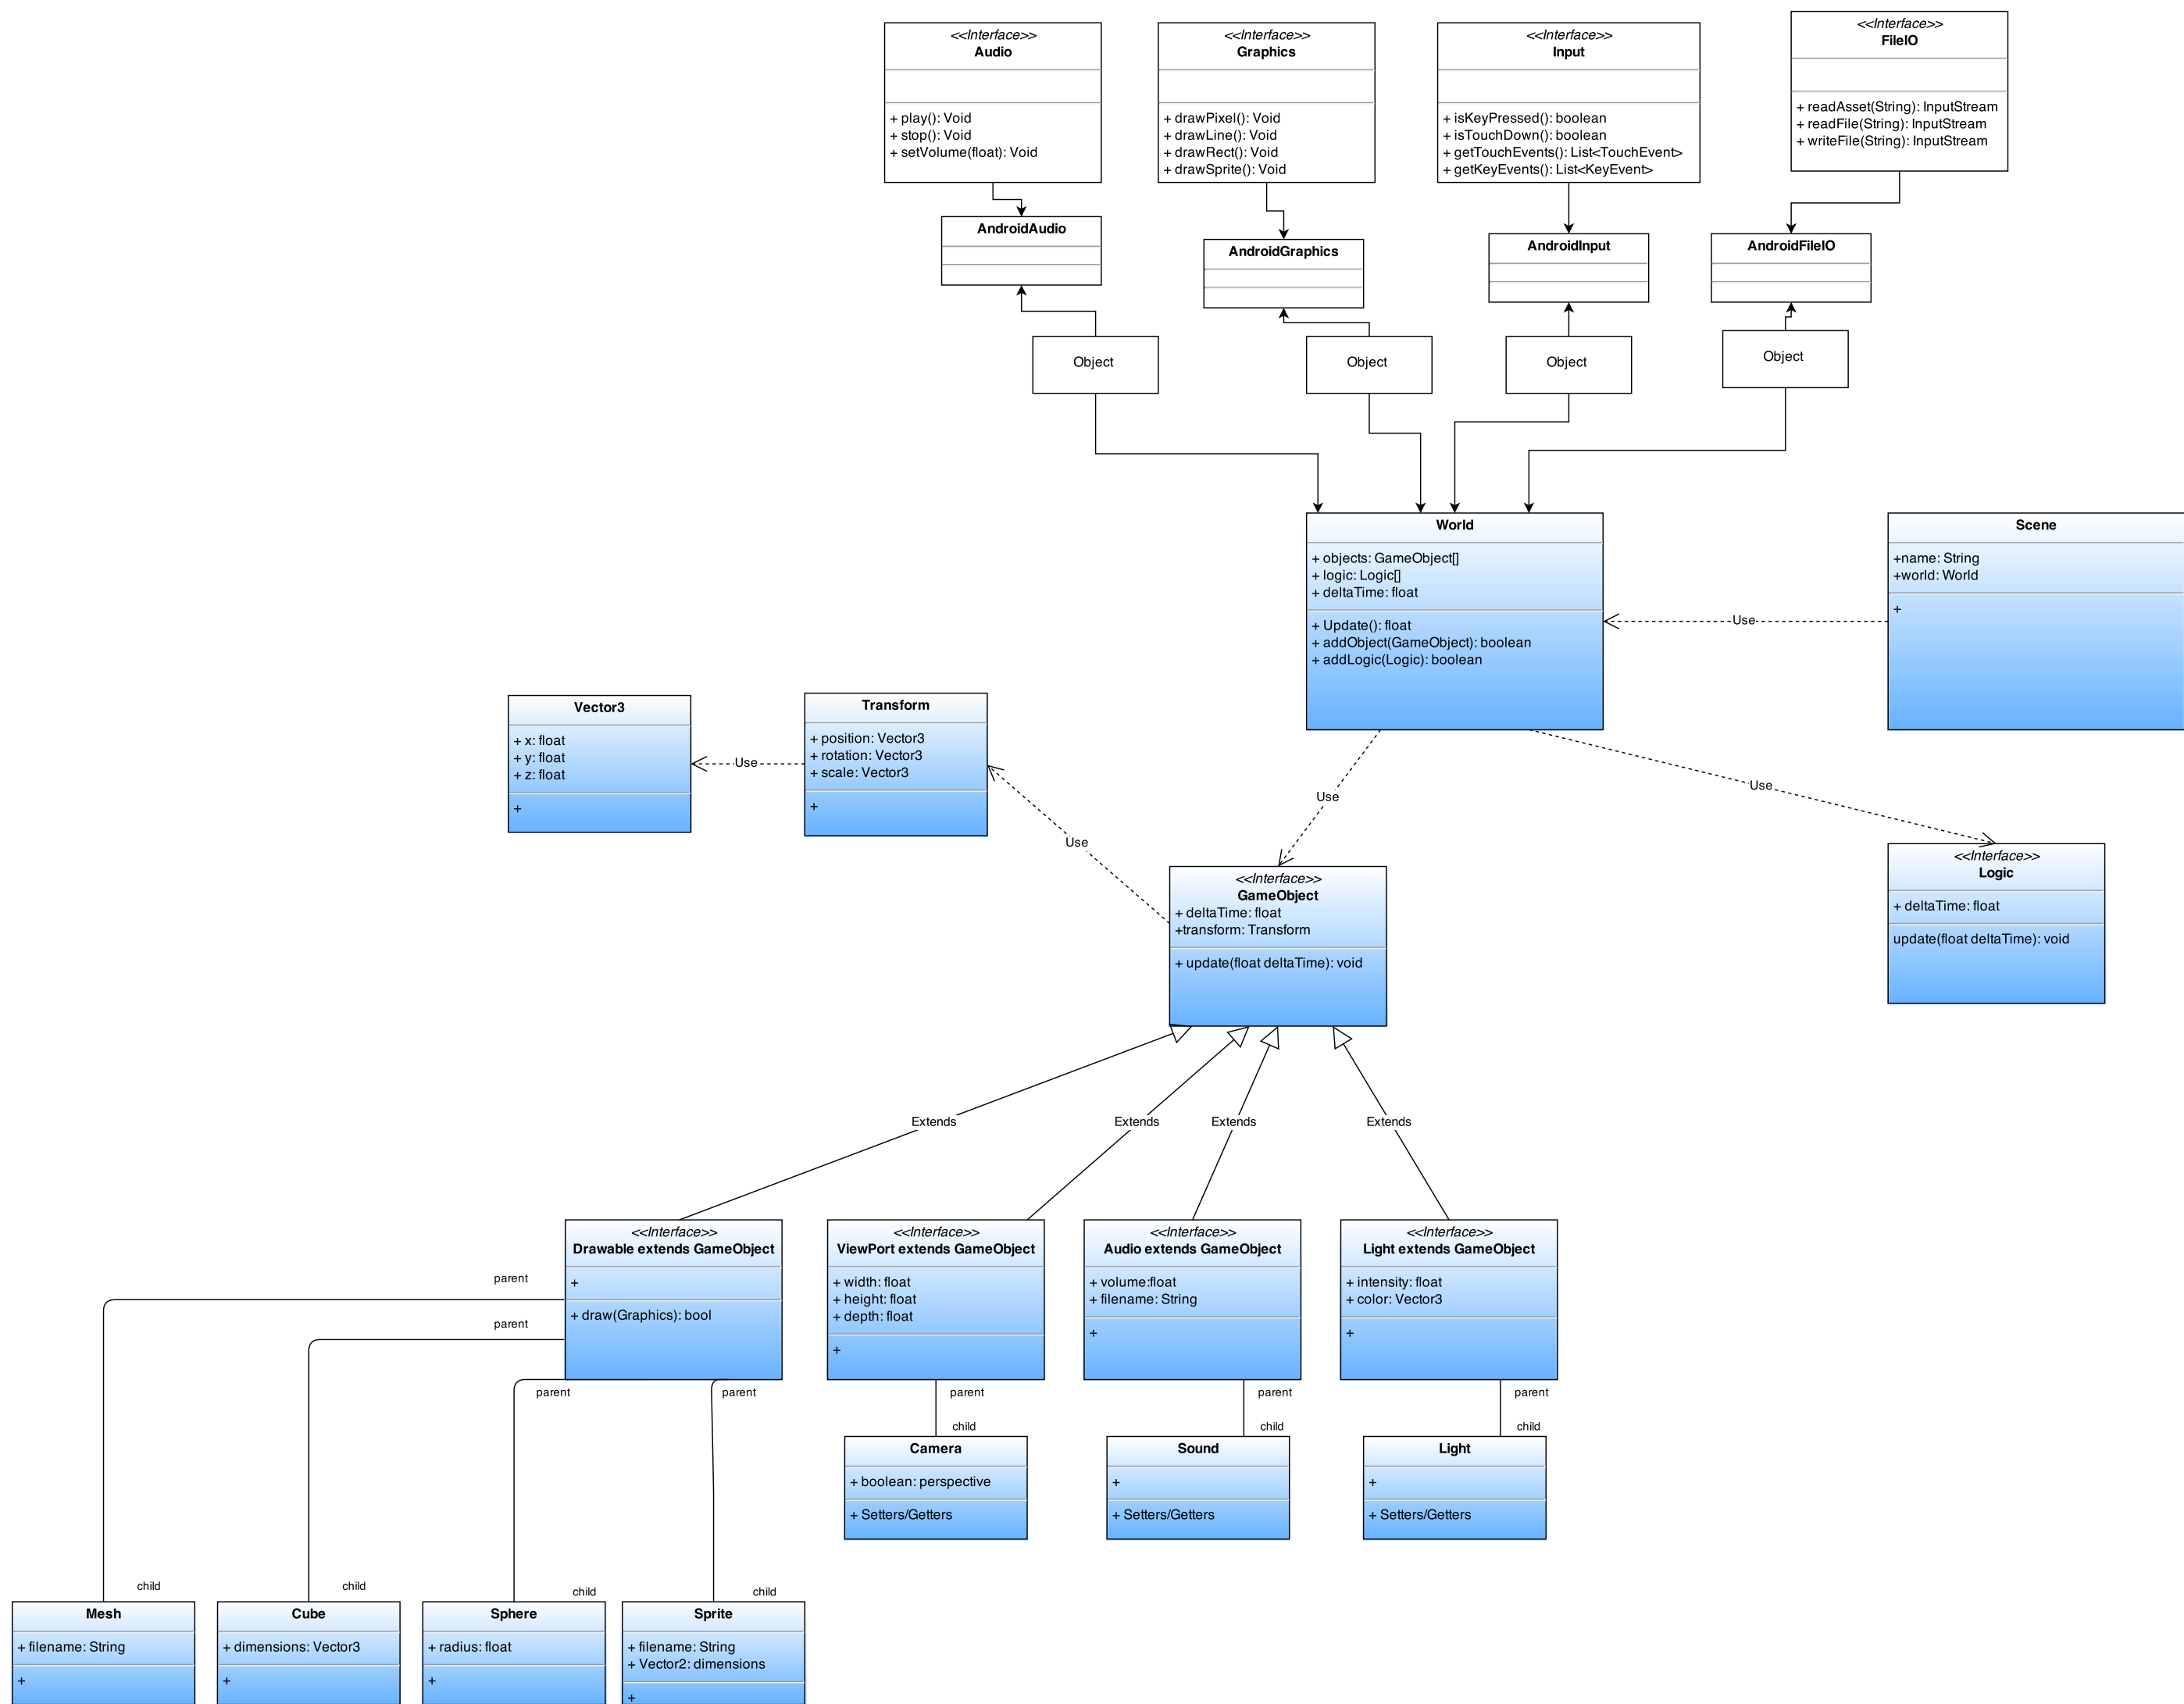 <<Interface>>
Audio
+ play(): Void
+ stop(): Void
+ setVolume(float): Void
<<Interface>>
Graphics
+ drawPixel(): Void
+ drawLine(): Void
+ drawRect(): Void
+ drawSprite(): Void
<<Interface>>
Input
+ isKeyPressed(): boolean
+ isTouchDown(): boolean
+ getTouchEvents(): List<TouchEvent>
+ getKeyEvents(): List<KeyEvent>
<<Interface>>
FileIO
+ readAsset(String): InputStream
+ readFile(String): InputStream
+ writeFile(String): InputStream
AndroidAudio
AndroidGraphics
AndroidInput
AndroidFileIO
Object
Object
Object
Object
World
+ objects: GameObject[]
+ logic: Logic[]
+ deltaTime: float
+ Update(): float
+ addObject(GameObject): boolean
+ addLogic(Logic): boolean
Use
Scene
+name: String
+world: World
+
Vector3
+ x: float
+ y: float
+ z: float
+
Use
Transform
+ position: Vector3
+ rotation: Vector3
+ scale: Vector3
+
Use
Use
Use
<<Interface>>
GameObject
+ deltaTime: float
+transform: Transform
+ update(float deltaTime): void
<<Interface>>
Logic
+ deltaTime: float
update(float deltaTime): void
Extends
Extends
Extends
Extends
<<Interface>>
Drawable extends GameObject
+
+ draw(Graphics): bool
<<Interface>>
ViewPort extends GameObject
+ width: float
+ height: float
+ depth: float
+
<<Interface>>
Audio extends GameObject
+ volume:float
+ filename: String
+
<<Interface>>
Light extends GameObject
+ intensity: float
+ color: Vector3
+
parent
parent
parent
parent
parent
child
parent
child
parent
child
Camera
+ boolean: perspective
+ Setters/Getters
Sound
+
+ Setters/Getters
Light
+
+ Setters/Getters
child
child
child
child
Mesh
+ filename: String
+
Cube
+ dimensions: Vector3
+
Sphere
+ radius: float
+
Sprite
+ filename: String
+ Vector2: dimensions
+